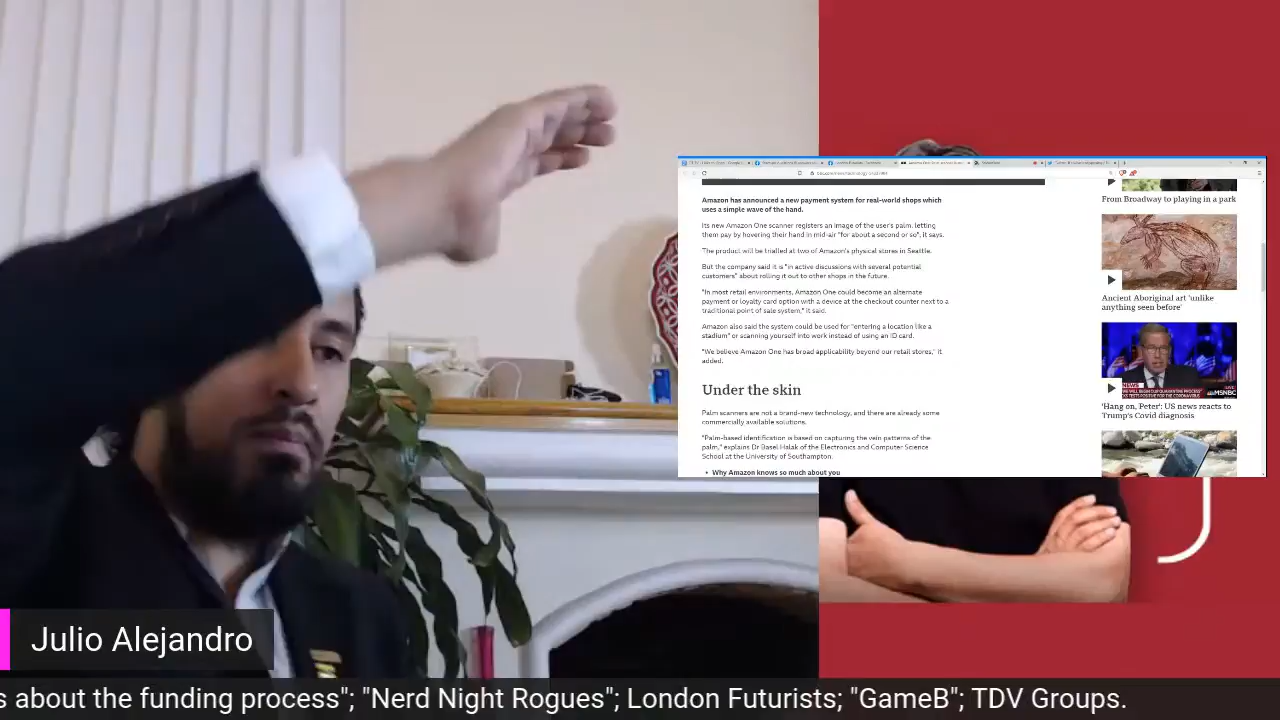 Amazon has announced a new payment system for real-world shops which
uses a simple wave of the hand.
Its new Amazon One scanner registers an image of the user's palm, letting
them pay by hovering their hand in mid-air "for about a second or so", it says.
The product will be trialled at two of Amazon's physical stores in Seattle.
But the company said it is "in active discussions with several potential
customers" about rolling it out to other shops in the future.
"In most retail environments, Amazon One could become an alternate
payment or loyalty card option with a device at the checkout counter next to a
traditional point of sale system," it said.
Amazon also said the system could be used for "entering a location like a
stadium" or scanning yourself into work instead of using an ID card.
"We believe Amazon One has broad applicability beyond our retail stores," it
added.
Under the skin
Palm scanners are not a brand-new technology, and there are already some
commercially available solutions.
"Palm-based identification is based on capturing the vein patterns of the
palm," explains Dr Basel Halak of the Electronics and Computer Science
School at the University of Southampton.
• Why Amazon knows so much about you
From Broadway to playing in a park
Ancient Aboriginal art 'unlike
anything seen before'
NEWS
MSNBC
'Hang on, Peter': US news reacts to
Trump's Covid diagnosis
Julio Alejandro
s about the funding process"; "Nerd Night Rogues"; London Futurists; "GameB"; TDV Groups.